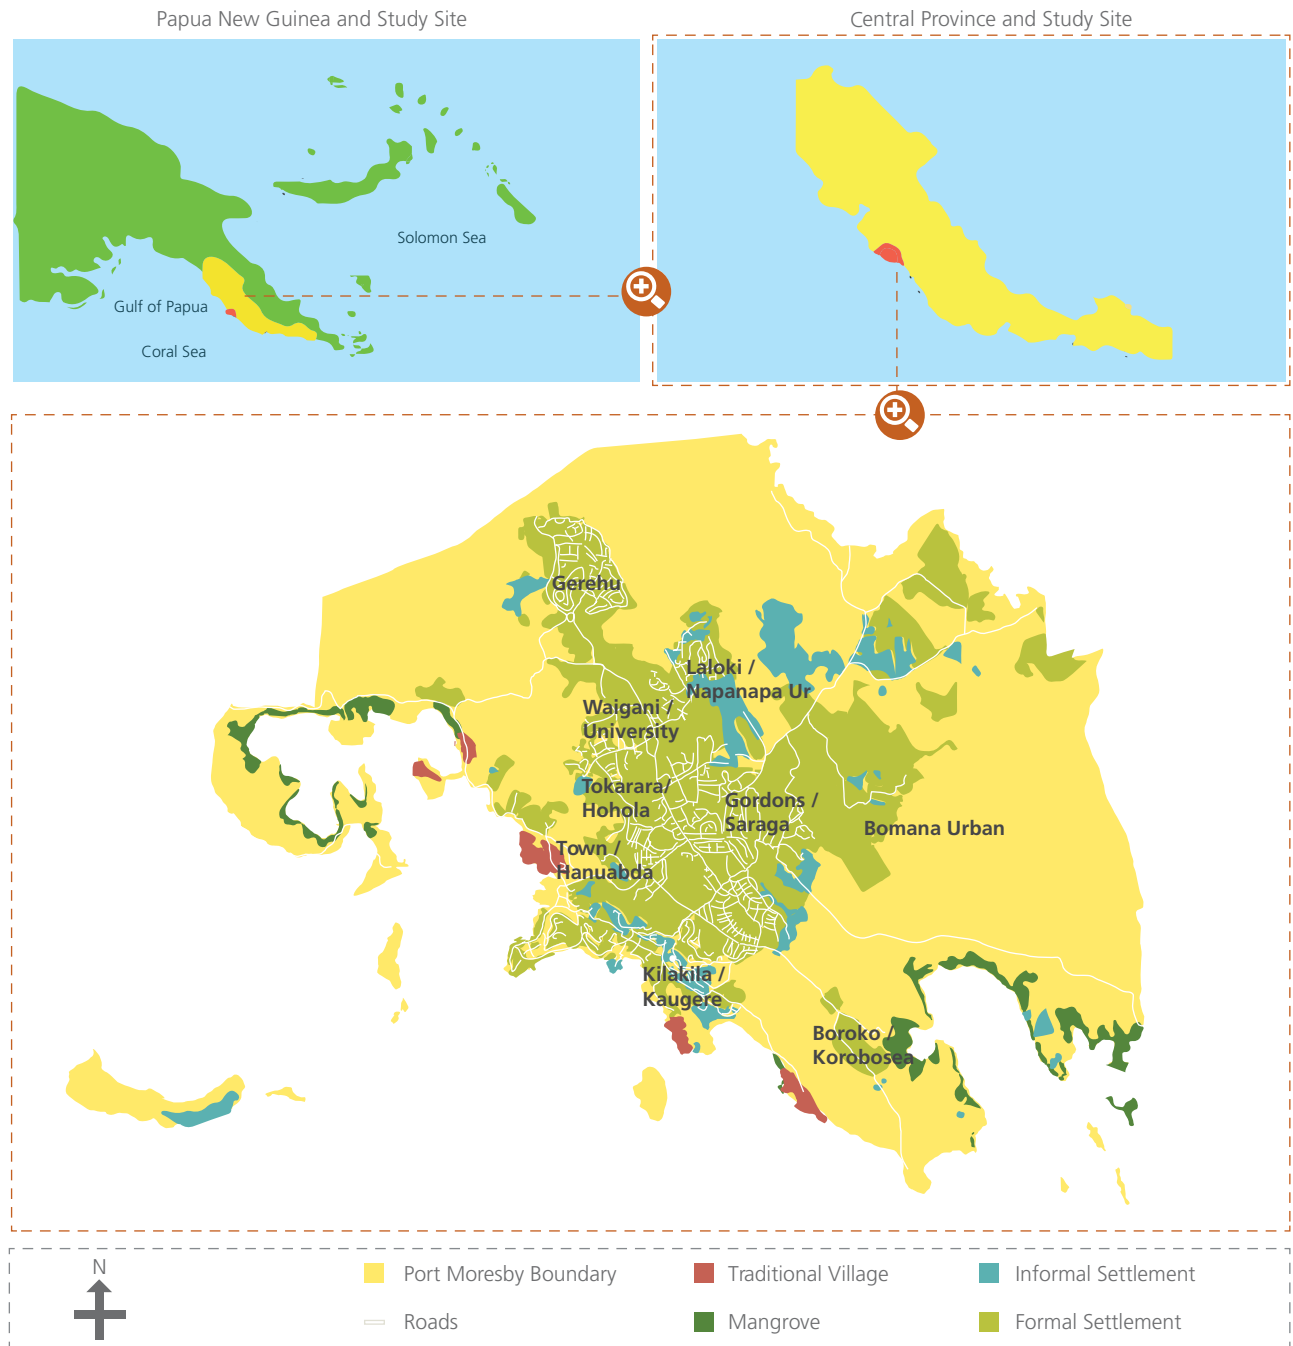 Papua New Guinea and Study Site
Central Province and Study Site
Solomon Sea
Gulf of Papua
Coral Sea
Gerehu
Laloki /
Napanapa Ur
Waigani /
University
Tokarara/
Hohola
Gordons /
Saraga
Bomana Urban
Town /
Hanuabda
Kilakila /
Kaugere
Boroko /
Korobosea
N
Port Moresby Boundary
Traditional Village
Informal Settlement
Roads
Mangrove
Formal Settlement